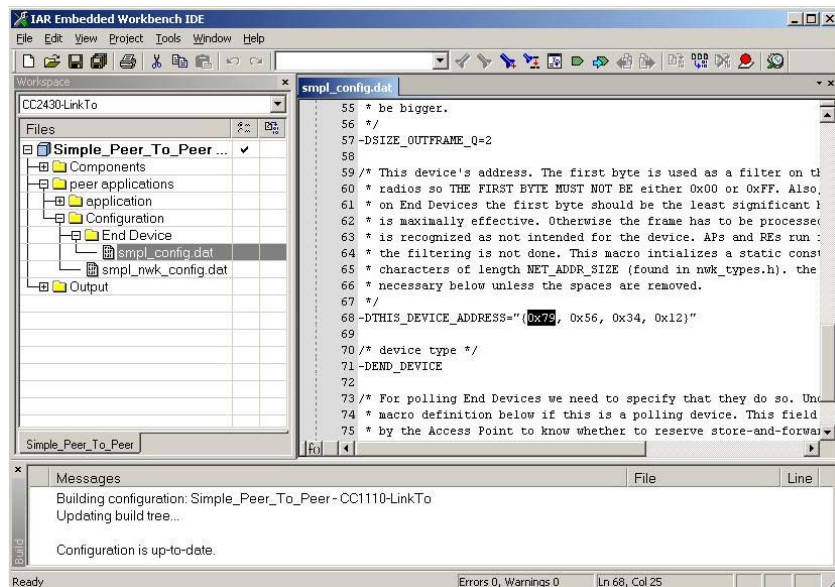 IAR Embedded Workbench IDE
File Edit View Project Tools Window Help
Workspace
CC2430-LinkTo
Files
Simple_Peer_To_Peer ...
Components
peer applications
application
Configuration
End Device
smpl_config.dat
smpl_nwk_config.dat
Output
Simple_Peer_To_Peer
smpl_config.dat
55 * be bigger.
56 */
57 -DSIZE_OUTFRAME_Q=2
58
59 /* This device's address. The first byte is used as a filter on
60 * radios so THE FIRST BYTE MUST NOT BE either 0x00 or 0xFF. Also,
61 * on End Devices the first byte should be the least significant
62 * is maximally effective. Otherwise the frame has to be processed
63 * is recognized as not intended for the device. APs and REs run
64 * the filtering is not done. This macro intializes a static
65 * characters of length NET_ADDR_SIZE (found in nwk_types.h). the
66 * necessary below unless the spaces are removed.
67 */
68 -DTHIS_DEVICE_ADDRESS="{0x79, 0x56, 0x34, 0x12}"
69
70 /* device type */
71 -DEND_DEVICE
72
73 /* For polling End Devices we need to specify that they do so.
74 * macro definition below if this is a polling device. This field
75 * by the Access Point to know whether to reserve
fo
Messages File Line
Building configuration: Simple_Peer_To_Peer - CC1110-LinkTo
Updating build tree...
Configuration is up-to-date.
Build
Ready Errors 0, Warnings 0 Ln 68, Col 25